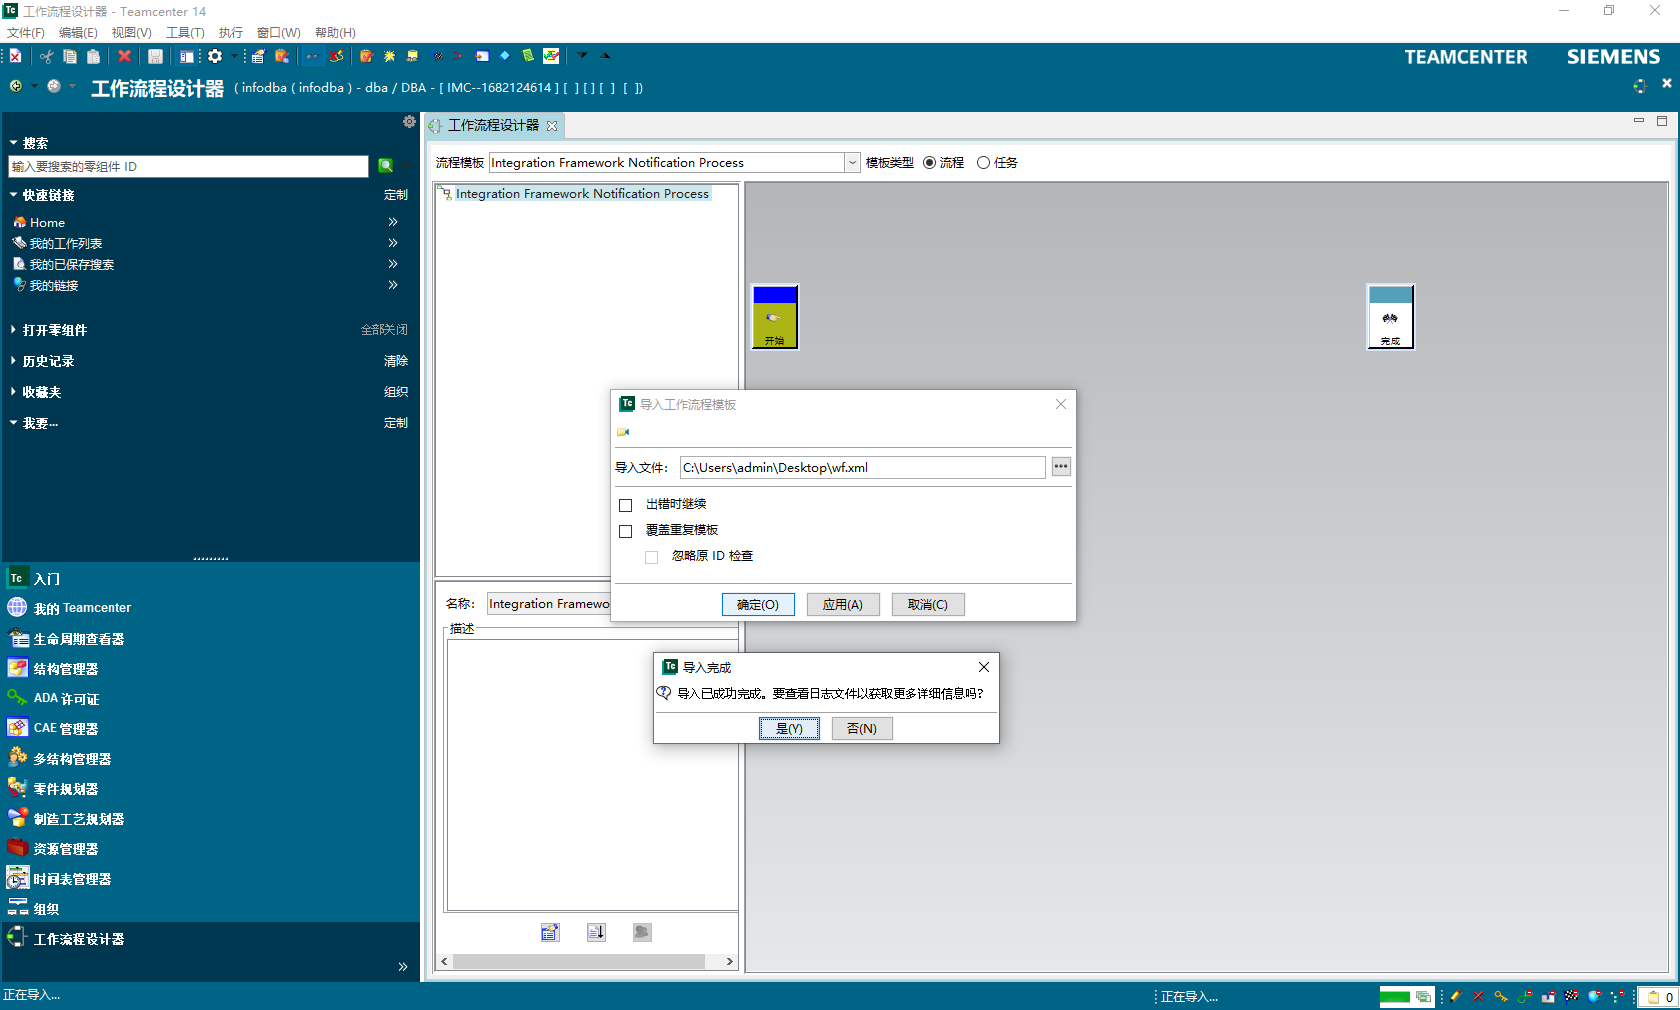 工作流程设计器 - Teamcenter 14
文件(F) 编辑(E) 视图(V) 工具(T) 执行 窗口(W) 帮助(H)
TEAMCENTER SIEMENS
工作流程设计器 ( infodba ( infodba ) - dba / DBA - [ IMC--1682124614 ] [ ] [ ] [ ] [ ])
搜索
输入要搜索的零组件 ID
快速链接 定制
Home
我的工作列表
我的已保存搜索
我的链接
打开零组件 全部关闭
历史记录 清除
收藏夹 组织
我要... 定制
入门
我的 Teamcenter
生命周期查看器
结构管理器
ADA 许可证
CAE 管理器
多结构管理器
零件规划器
制造工艺规划器
资源管理器
时间表管理器
组织
工作流程设计器
工作流程设计器
流程模板 Integration Framework Notification Process 模板类型 流程 任务
Integration Framework Notification Process
开始
完成
名称： Integration Framewo
描述
导入工作流程模板
导入文件： C:\Users\admin\Desktop\wf.xml
出错时继续
覆盖重复模板
忽略原 ID 检查
确定(O) 应用(A) 取消(C)
导入完成
导入已成功完成。要查看日志文件以获取更多详细信息吗?
是(Y) 否(N)
正在导入... 正在导入... 0